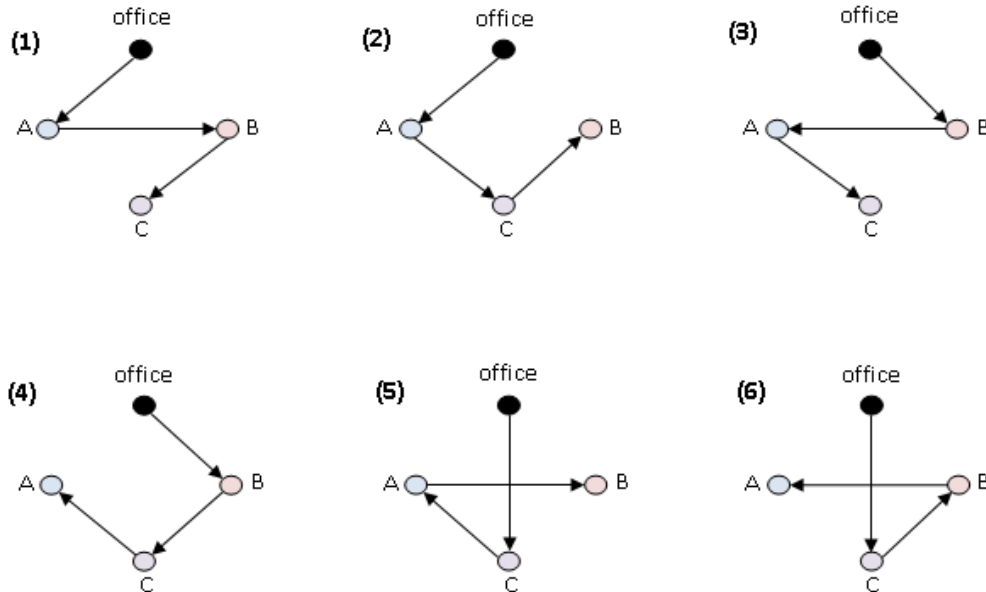 office office office
(1) (2) (3)
A B A B A B
C C C
office office office
(4) (5) (6)
A B A B A B
C C C